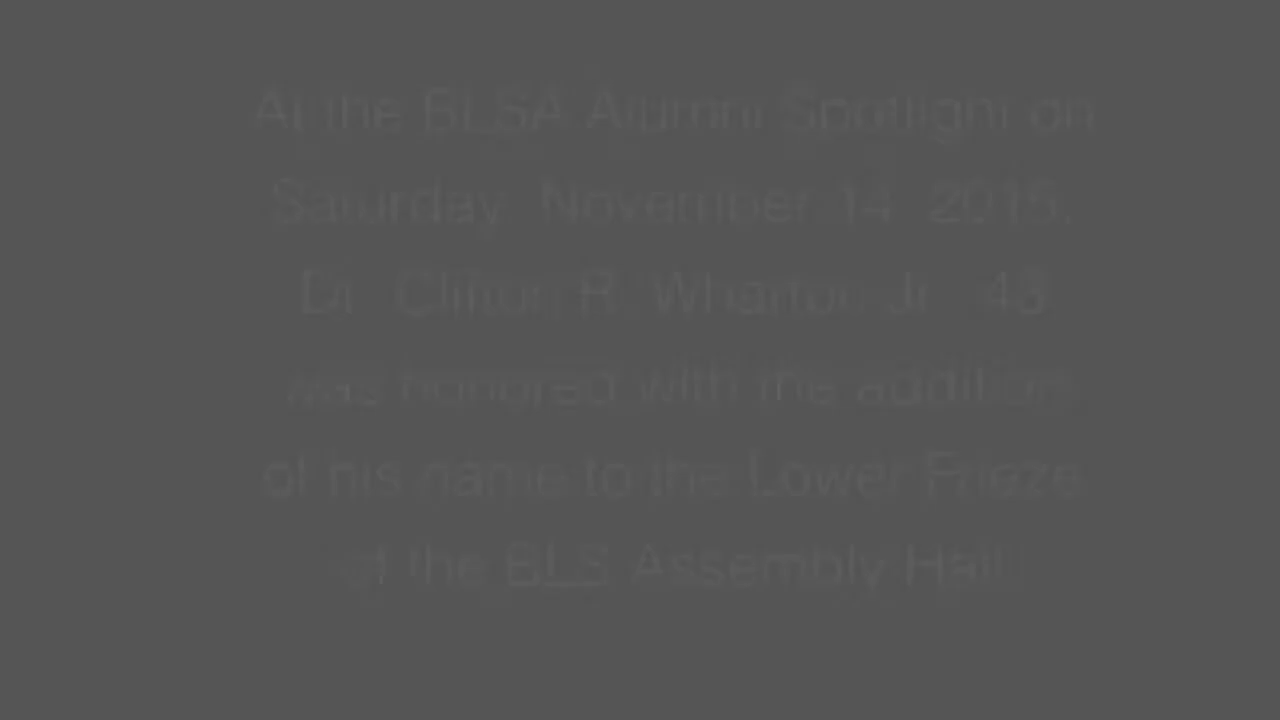 At the BLSA Alumni Spotlight on
Saturday, November 14, 2015,
Dr. Clifton R. Wharton Jr. '43
was honored with the addition
of his name to the Lower Frieze
of the BLS Assembly Hall.